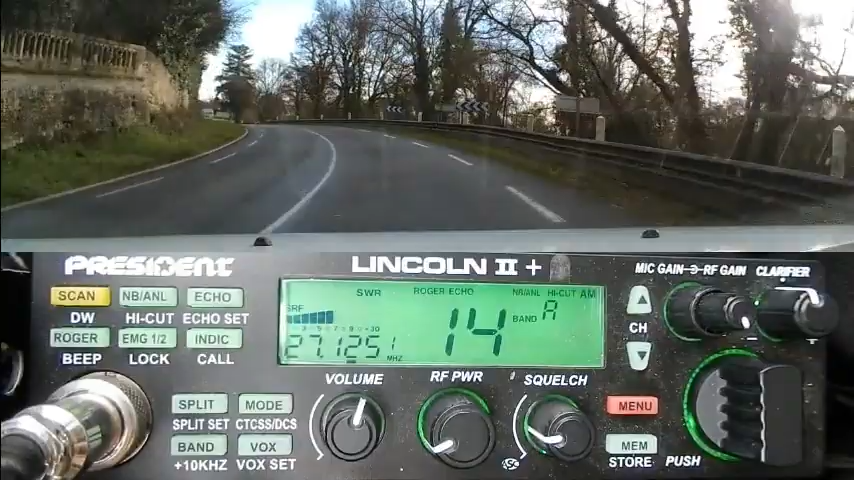 PRESIDENT LINCOLN II + MIC GAIN RF GAIN CLARIFIER
SCAN NB/ANL ECHO
DW HI-CUT ECHO SET
ROGER EMG 1/2 INDIC
BEEP LOCK CALL
SWR ROGER ECHO NB/ANL HI-CUT AM
SRF
BAND A
27.125 MHZ
14
CH
VOLUME RF PWR SQUELCH
SPLIT MODE
SPLIT SET CTCSS/DCS
BAND VOX
+10KHZ VOX SET
ASC
MENU
MEM
STORE PUSH